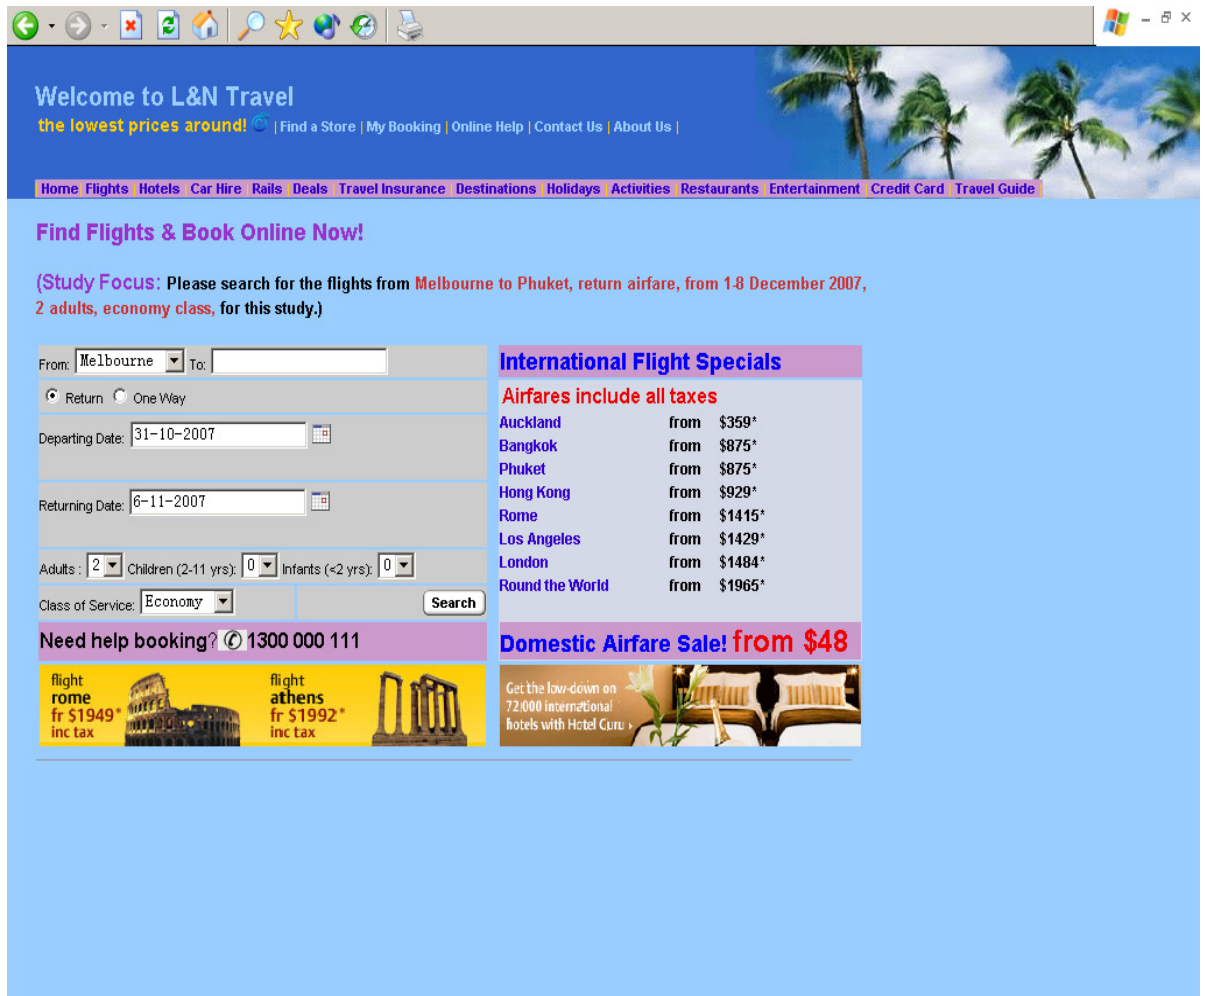 Welcome to L&N Travel
the lowest prices around! | Find a Store | My Booking | Online Help | Contact Us | About Us |
Home Flights Hotels Car Hire Rails Deals Travel Insurance Destinations Holidays Activities Restaurants Entertainment Credit Card Travel Guide
Find Flights & Book Online Now!
(Study Focus: Please search for the flights from Melbourne to Phuket, return airfare, from 1-8 December 2007,
2 adults, economy class, for this study.)
From: Melbourne To:
Return One Way
Departing Date: 31-10-2007
Returning Date: 6-11-2007
Adults : 2 Children (2-11 yrs): 0 Infants (<2 yrs): 0
Class of Service: Economy Search
Need help booking? 1300 000 111
flight
rome
fr $1949*
inc tax
flight
athens
fr $1992*
inc tax
International Flight Specials
Airfares include all taxes
Auckland from $359*
Bangkok from $875*
Phuket from $875*
Hong Kong from $929*
Rome from $1415*
Los Angeles from $1429*
London from $1484*
Round the World from $1965*
Domestic Airfare Sale! from $48
Get the low-down on
72,000 international
hotels with Hotel Guru ›